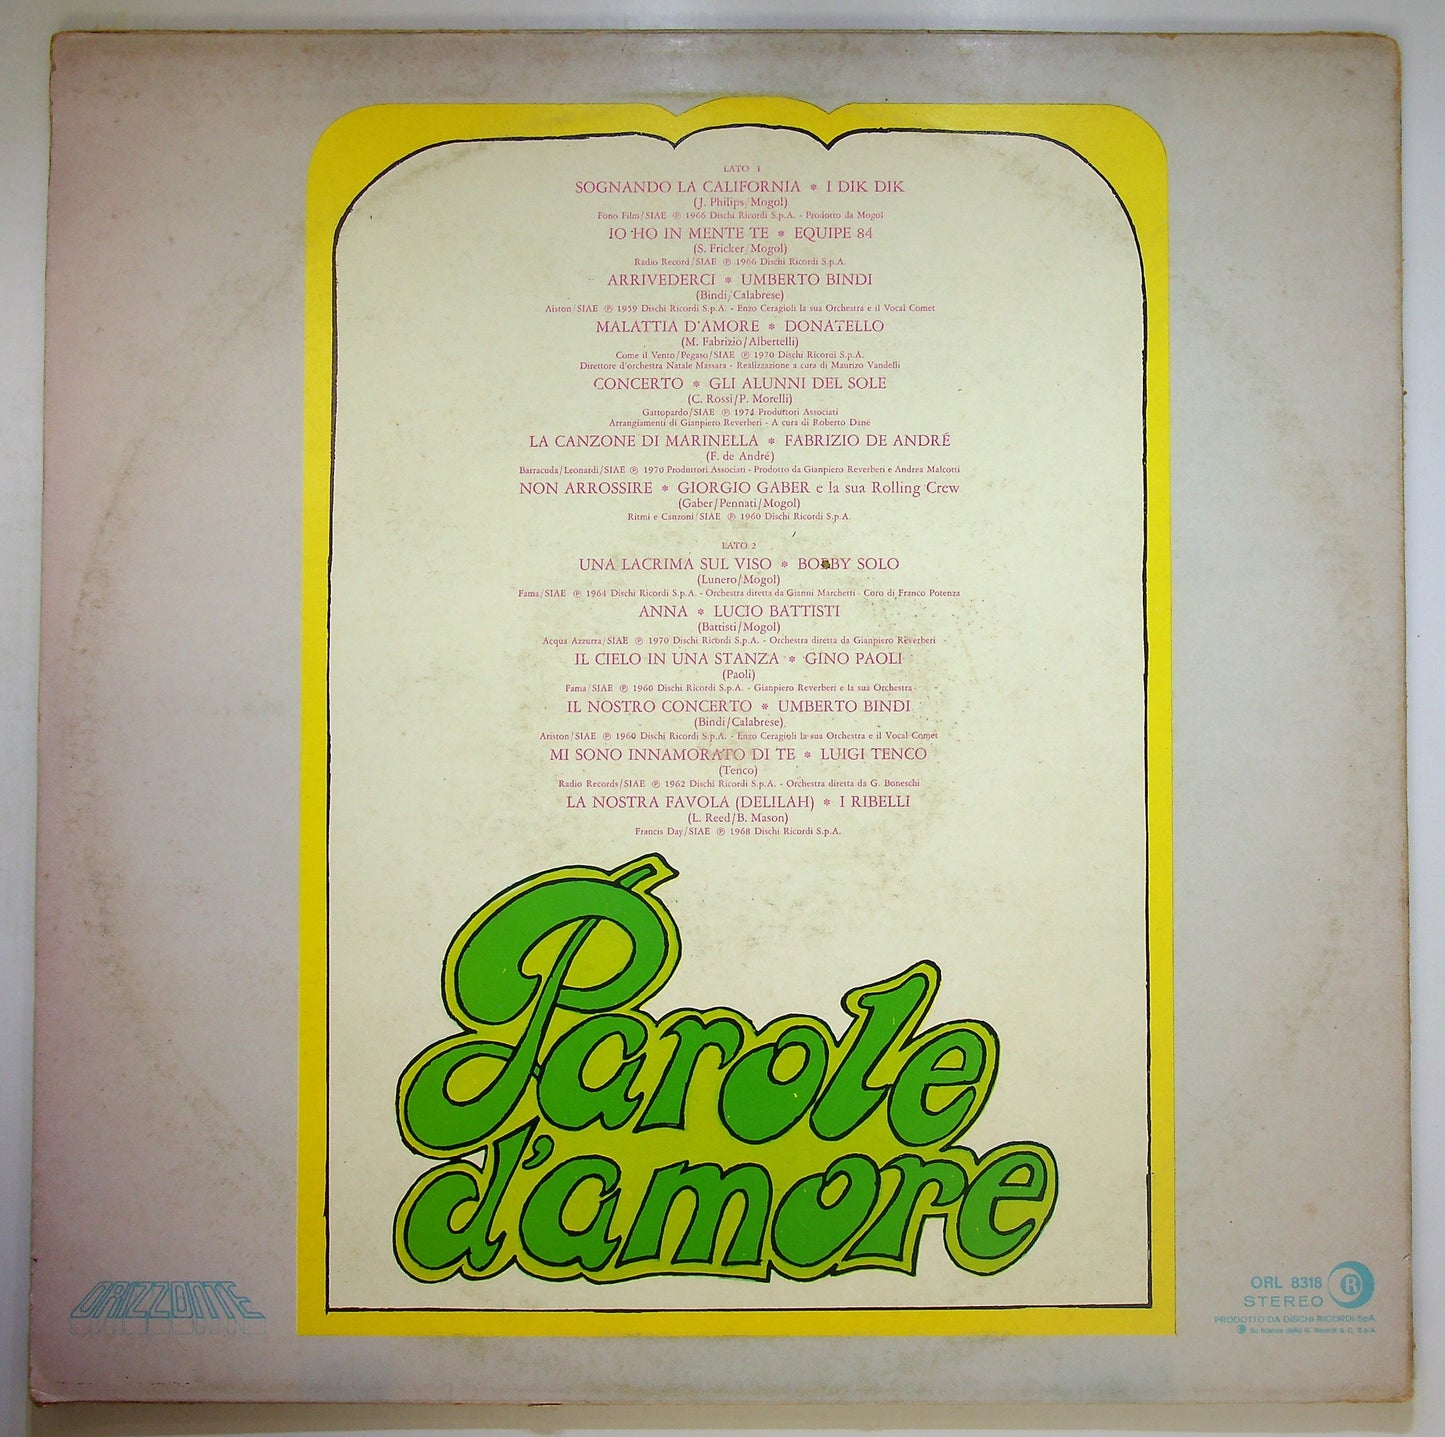 LATO 1
SOGNANDO LA CALIFORNIA * I DIK DIK
(J. Philips/Mogol)
Fono Film/SIAE ℗ 1966 Dischi Ricordi S.p.A. - Prodotto da Mogol
IO HO IN MENTE TE * EQUIPE 84
(S. Fricker/Mogol)
Radio Record/SIAE ℗ 1966 Dischi Ricordi S.p.A.
ARRIVEDERCI * UMBERTO BINDI
(Bindi/Calabrese)
Aiston/SIAE ℗ 1959 Dischi Ricordi S.p.A. - Enzo Ceragioli la sua Orchestra e il Vocal Comet
MALATTIA D'AMORE * DONATELLO
(M. Fabrizio/Albertelli)
Come il Vento/Pegaso/SIAE ℗ 1970 Dischi Ricordi S.p.A.
Direttore d'orchestra Natale Massara - Realizzazione a cura di Maurizo Vandelli
CONCERTO * GLI ALUNNI DEL SOLE
(C. Rossi/P. Morelli)
Gattopardo/SIAE ℗ 1974 Produttori Associati
Arrangiamenti di Gianpiero Reverberi - A cura di Roberto Dané
LA CANZONE DI MARINELLA * FABRIZIO DE ANDRÉ
(F. de André)
Barracuda/Leonardi/SIAE ℗ 1970 Produttori Associati - Prodotto da Gianpiero Reverberi e Andrea Malcotti
NON ARROSSIRE * GIORGIO GABER e la sua Rolling Crew
(Gaber/Pennati/Mogol)
Ritmi e Canzoni/SIAE ℗ 1960 Dischi Ricordi S.p.A.
LATO 2
UNA LACRIMA SUL VISO * BOBBY SOLO
(Lunero/Mogol)
Fama/SIAE ℗ 1964 Dischi Ricordi S.p.A. - Orchestra diretta da Gianni Marchetti - Coro di Franco Potenza
ANNA * LUCIO BATTISTI
(Battisti/Mogol)
Acqua Azzurra/SIAE ℗ 1970 Dischi Ricordi S.p.A. - Orchestra diretta da Gianpiero Reverberi
IL CIELO IN UNA STANZA * GINO PAOLI
(Paoli)
Fama/SIAE ℗ 1960 Dischi Ricordi S.p.A. - Gianpiero Reverberi e la sua Orchestra
IL NOSTRO CONCERTO * UMBERTO BINDI
(Bindi/Calabrese)
Ariston/SIAE ℗ 1960 Dischi Ricordi S.p.A. - Enzo Ceragioli la sua Orchestra e il Vocal Comet
MI SONO INNAMORATO DI TE * LUIGI TENCO
(Tenco)
Radio Records/SIAE ℗ 1962 Dischi Ricordi S.p.A. - Orchestra diretta da G. Boneschi
LA NOSTRA FAVOLA (DELILAH) * I RIBELLI
(L. Reed/B. Mason)
Francis Day/SIAE ℗ 1968 Dischi Ricordi S.p.A.
Parole
d'amore
ORIZZONTE
ORL 8318 R
STEREO
PRODOTTO DA DISCHI RICORDI SpA
Su licenza della G. Ricordi & C. S.p.A.